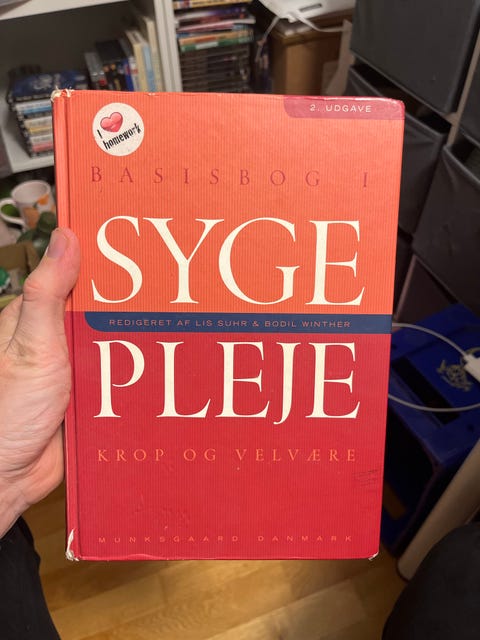 2. UDGAVE
I
homework
BASISBOG I
SYGE
REDIGERET AF LIS SUHR & BODIL WINTHER
PLEJE
KROP OG VELVÆRE
MUNKSGAARD DANMARK